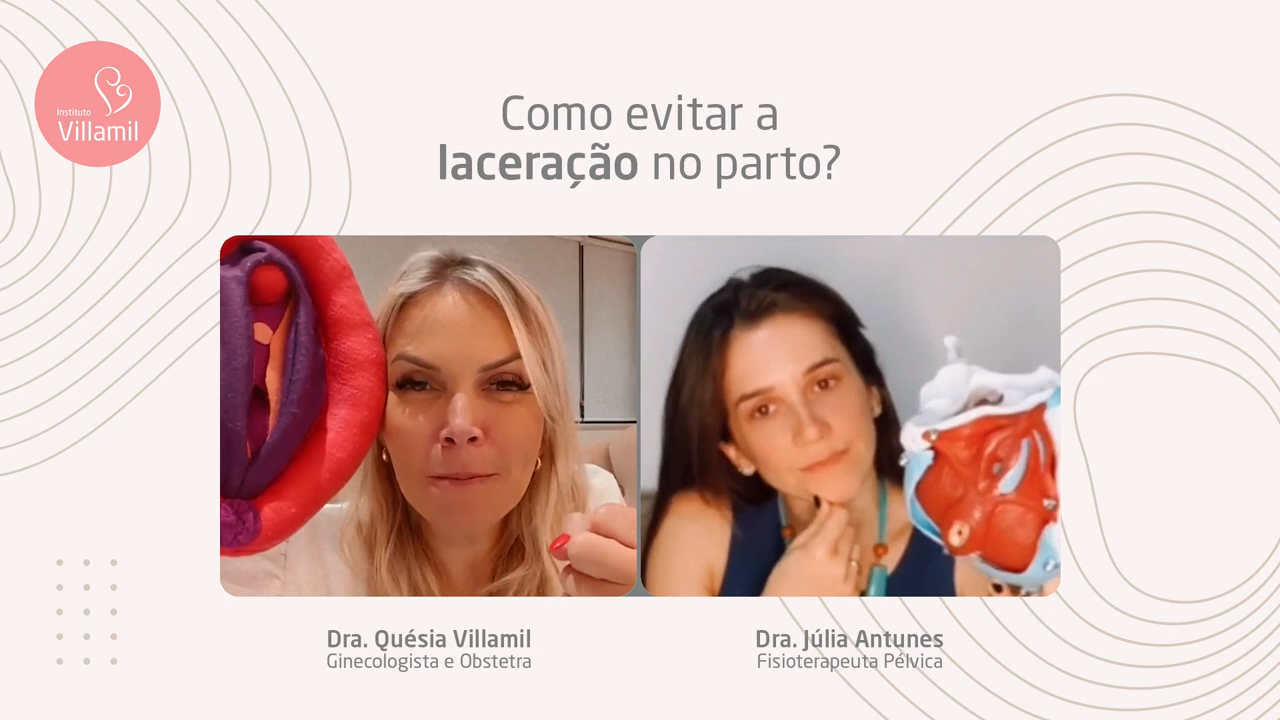 Instituto
Villamil
Como evitar a
laceração no parto?
Dra. Quésia Villamil
Ginecologista e Obstetra
Dra. Júlia Antunes
Fisioterapeuta Pélvica